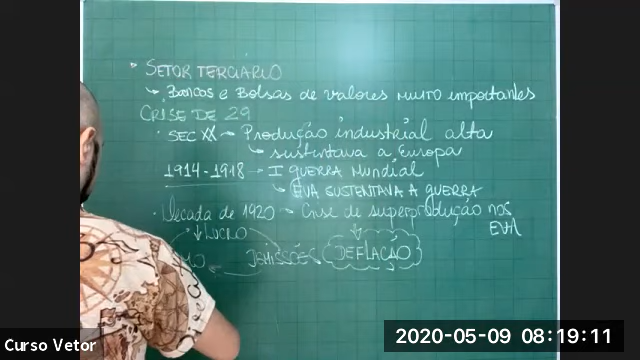 • SETOR TERCIÁRIO
↳ BANCOS e BOLSAS de valores MUITO importantes
CRISE DE 29
• SEC XX → Produção industrial alta
↳ sustentava a Europa
1914-1918 → I GUERRA MUNDIAL
↳ EUA SUSTENTAVA A GUERRA
• Década de 1920 → Crise de superprodução nos
EUA
↓ LUCRO
DEMISSÕES DEFLAÇÃO
Curso Vetor
2020-05-09 08:19:11